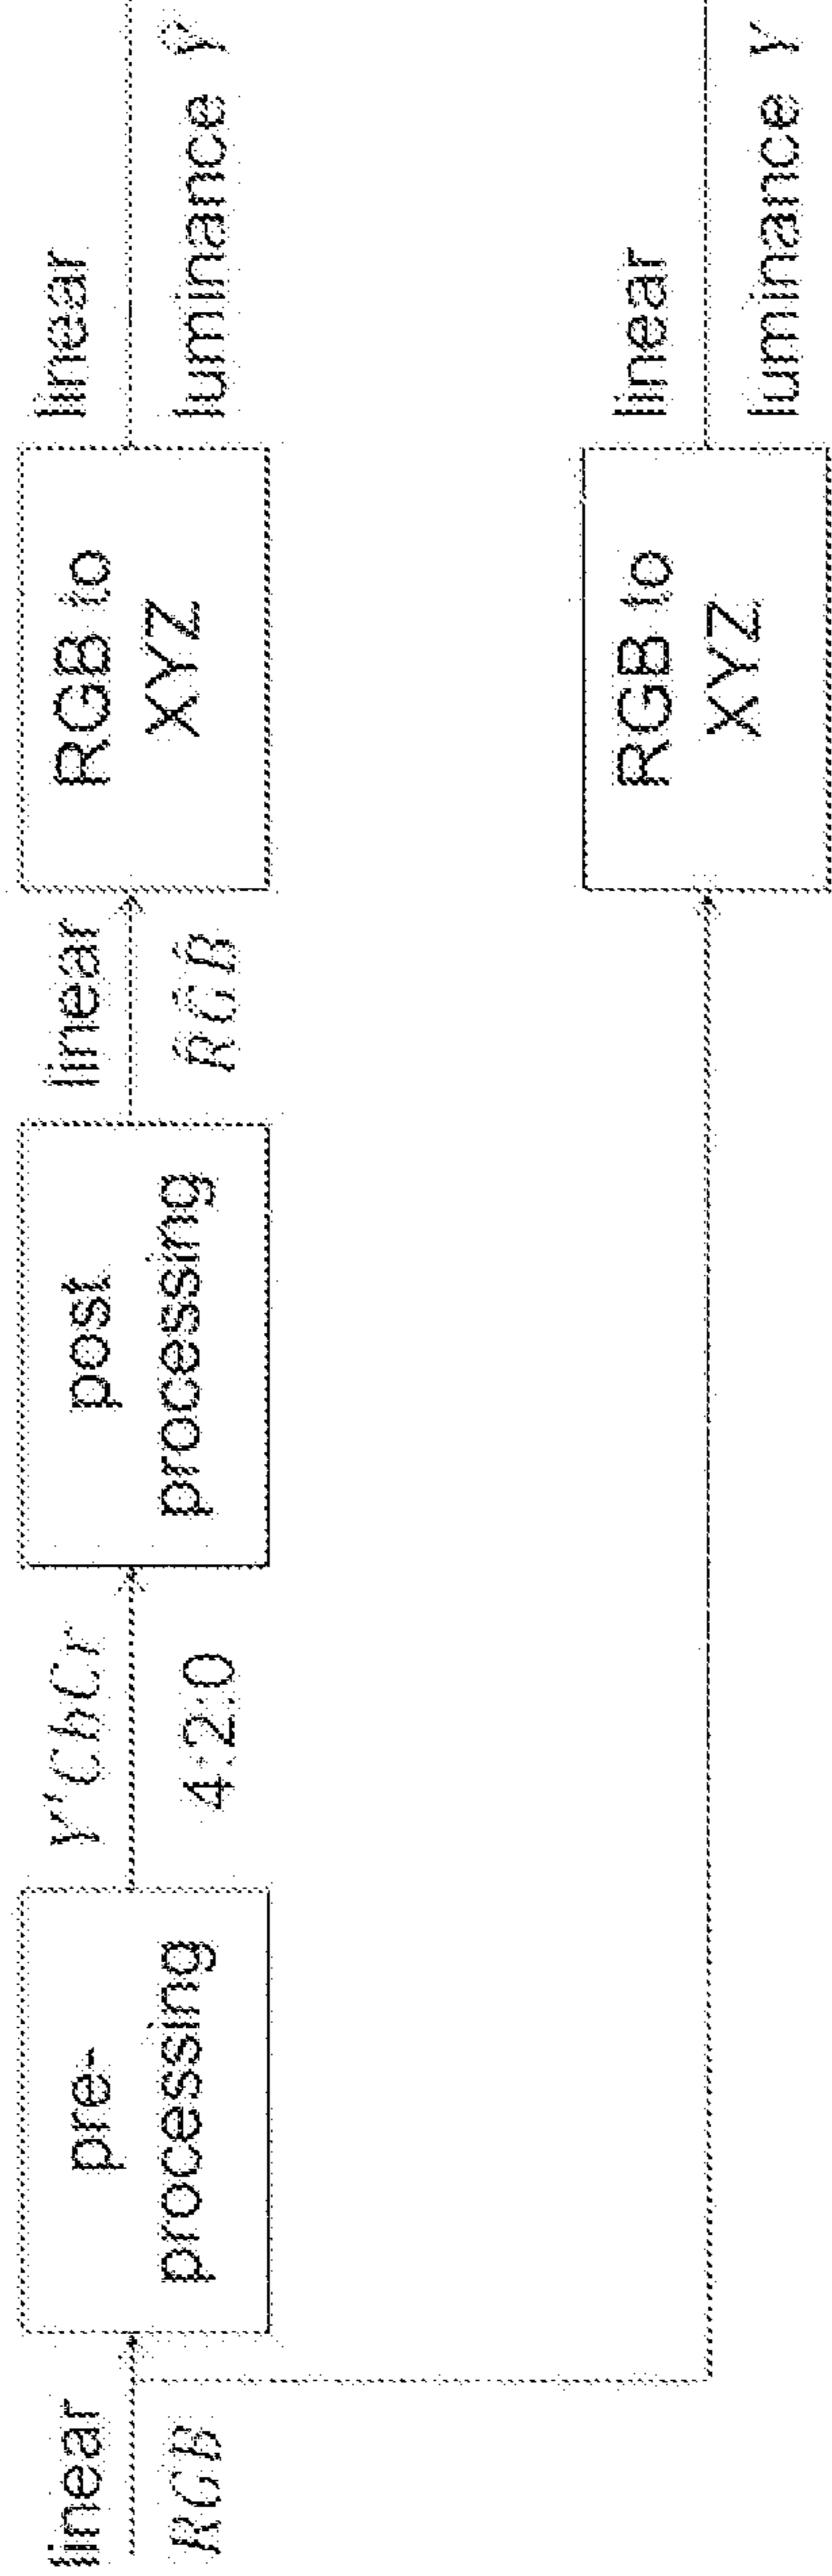 linear
RGB
pre-
processing
Y'CbCr
4:2:0
post
processing
linear
R̂ĜB̂
RGB to
XYZ
linear
luminance Ŷ
RGB to
XYZ
linear
luminance Y